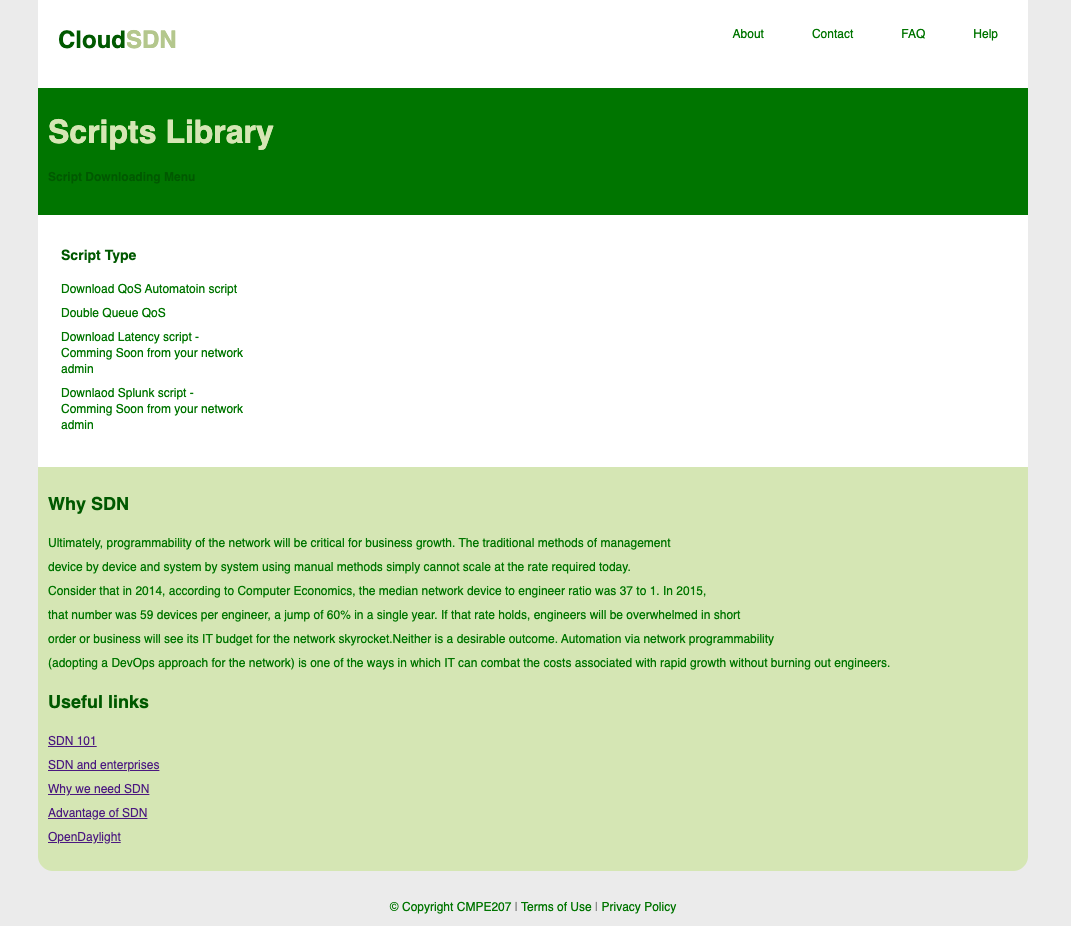 CloudSDN
About Contact FAQ Help
Scripts Library
Script Downloading Menu
Script Type
Download QoS Automatoin script
Double Queue QoS
Download Latency script -
Comming Soon from your network
admin
Downlaod Splunk script -
Comming Soon from your network
admin
Why SDN
Ultimately, programmability of the network will be critical for business growth. The traditional methods of management
device by device and system by system using manual methods simply cannot scale at the rate required today.
Consider that in 2014, according to Computer Economics, the median network device to engineer ratio was 37 to 1. In 2015,
that number was 59 devices per engineer, a jump of 60% in a single year. If that rate holds, engineers will be overwhelmed in short
order or business will see its IT budget for the network skyrocket.Neither is a desirable outcome. Automation via network programmability
(adopting a DevOps approach for the network) is one of the ways in which IT can combat the costs associated with rapid growth without burning out engineers.
Useful links
SDN 101
SDN and enterprises
Why we need SDN
Advantage of SDN
OpenDaylight
© Copyright CMPE207 | Terms of Use | Privacy Policy